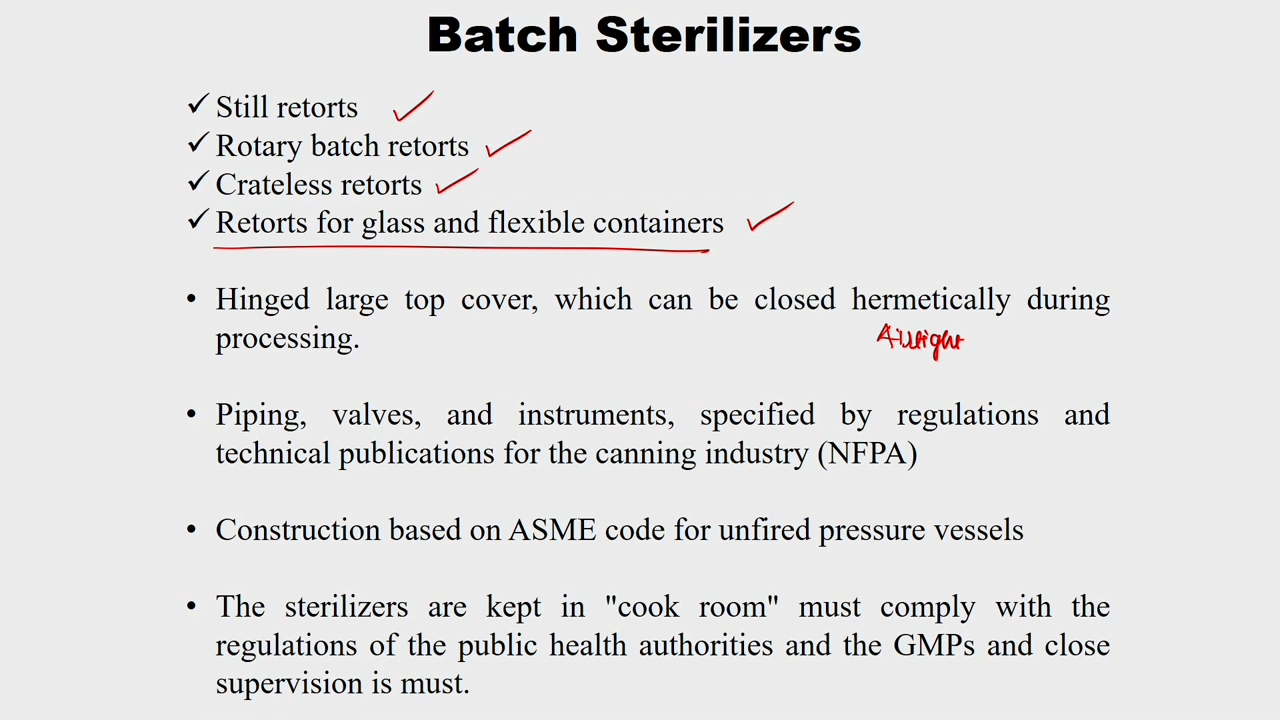 Batch Sterilizers
✓ Still retorts ✓
✓ Rotary batch retorts ✓
✓ Crateless retorts ✓
✓ Retorts for glass and flexible containers ✓
• Hinged large top cover, which can be closed hermetically during
processing.
Airtight
• Piping, valves, and instruments, specified by regulations and
technical publications for the canning industry (NFPA)
• Construction based on ASME code for unfired pressure vessels
• The sterilizers are kept in "cook room" must comply with the
regulations of the public health authorities and the GMPs and close
supervision is must.